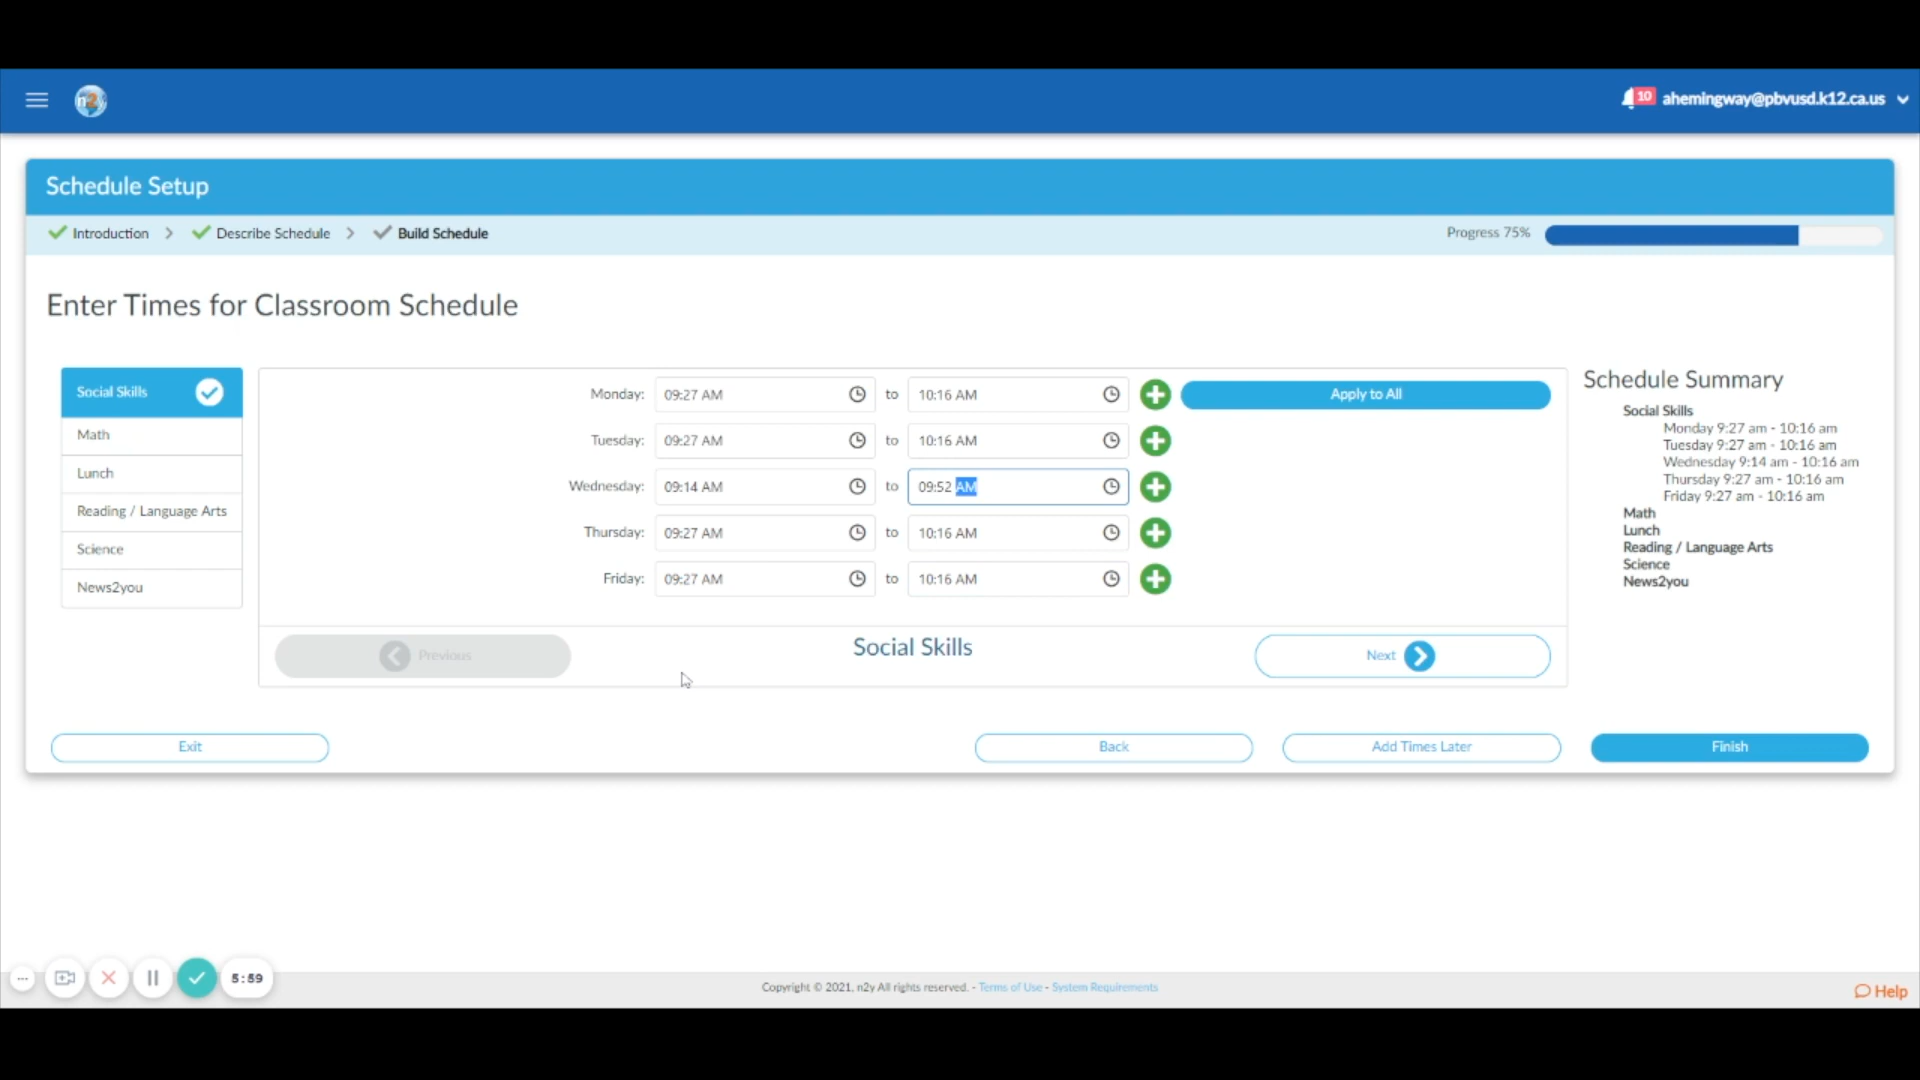 n2y
10 ahemingway@pbvusd.k12.ca.us
Schedule Setup
Introduction > Describe Schedule > Build Schedule
Progress 75%
Enter Times for Classroom Schedule
Social Skills
Math
Lunch
Reading / Language Arts
Science
News2you
Monday: 09:27 AM to 10:16 AM
Apply to All
Tuesday: 09:27 AM to 10:16 AM
Wednesday: 09:14 AM to 09:52 AM
Thursday: 09:27 AM to 10:16 AM
Friday: 09:27 AM to 10:16 AM
Previous
Social Skills
Next
Schedule Summary
Social Skills
Monday 9:27 am - 10:16 am
Tuesday 9:27 am - 10:16 am
Wednesday 9:14 am - 10:16 am
Thursday 9:27 am - 10:16 am
Friday 9:27 am - 10:16 am
Math
Lunch
Reading / Language Arts
Science
News2you
Exit
Back
Add Times Later
Finish
5:59
Copyright © 2021, n2y All rights reserved. - Terms of Use - System Requirements
Help